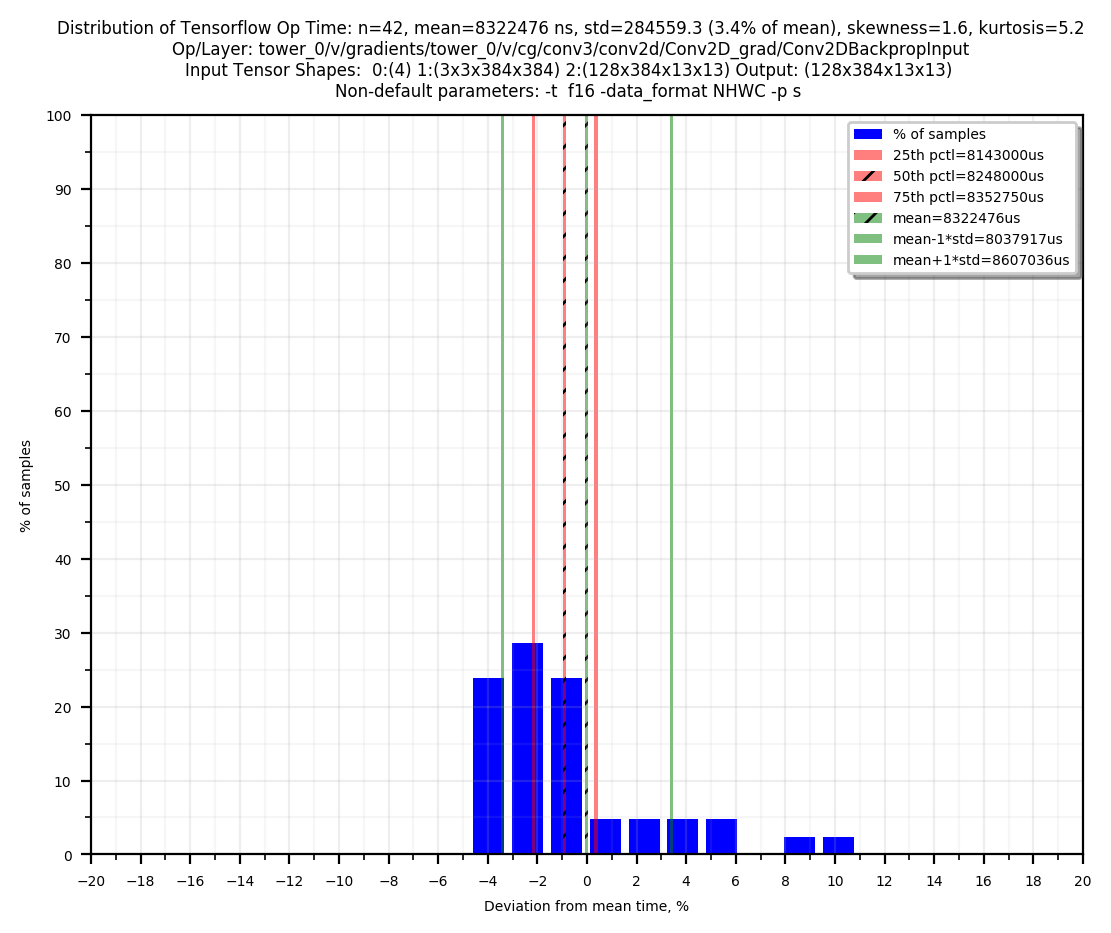 Distribution of Tensorflow Op Time: n=42, mean=8322476 ns, std=284559.3 (3.4% of mean), skewness=1.6, kurtosis=5.2
Op/Layer: tower_0/v/gradients/tower_0/v/cg/conv3/conv2d/Conv2D_grad/Conv2DBackpropInput
Input Tensor Shapes:  0:(4) 1:(3x3x384x384) 2:(128x384x13x13) Output: (128x384x13x13)
Non-default parameters: -t  f16 -data_format NHWC -p s
% of samples
25th pctl=8143000us
50th pctl=8248000us
75th pctl=8352750us
mean=8322476us
mean-1*std=8037917us
mean+1*std=8607036us
100
90
80
70
60
50
40
30
20
10
0
% of samples
−20 −18 −16 −14 −12 −10 −8 −6 −4 −2 0 2 4 6 8 10 12 14 16 18 20
Deviation from mean time, %